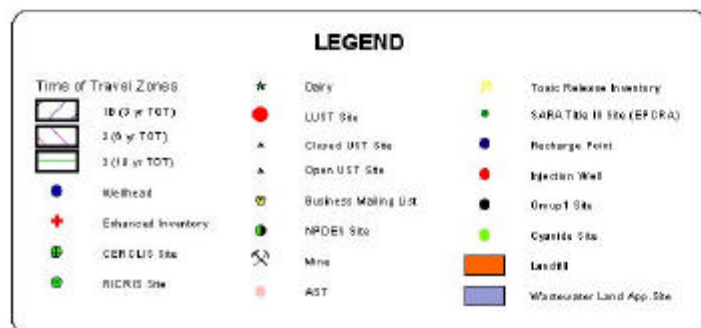 LEGEND
Time of Travel Zones
1B (3 yr TOT)
2 (6 yr TOT)
3 (10 yr TOT)
Wellhead
Enhanced Inventory
CERCLIS Site
RICRIS Site
Dairy
LUST Site
Closed UST Site
Open UST Site
Business Mailing List
NPDES Site
Mine
AST
Toxic Release Inventory
SARA Title III Site (EPCRA)
Recharge Point
Injection Well
Group1 Site
Cyanide Site
Landfill
Wastewater Land App.Site